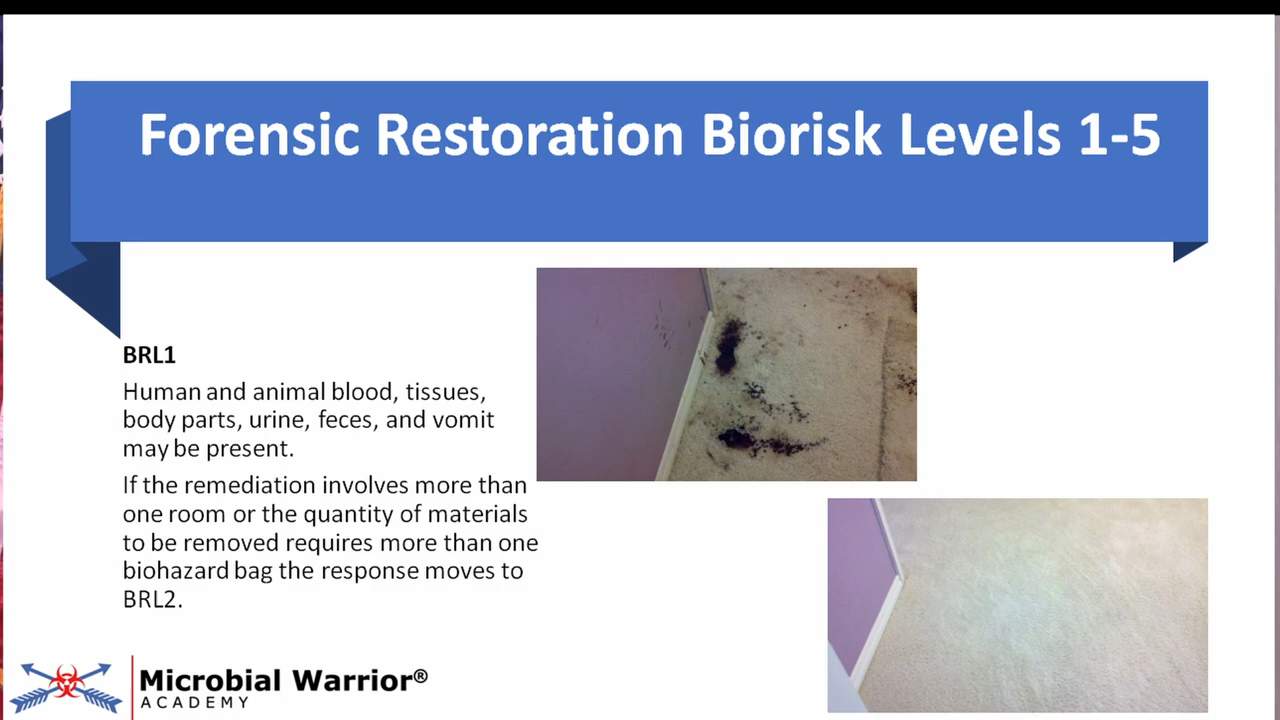 Forensic Restoration Biorisk Levels 1-5
BRL1
Human and animal blood, tissues,
body parts, urine, feces, and vomit
may be present.
If the remediation involves more than
one room or the quantity of materials
to be removed requires more than one
biohazard bag the response moves to
BRL2.
Microbial Warrior®
ACADEMY